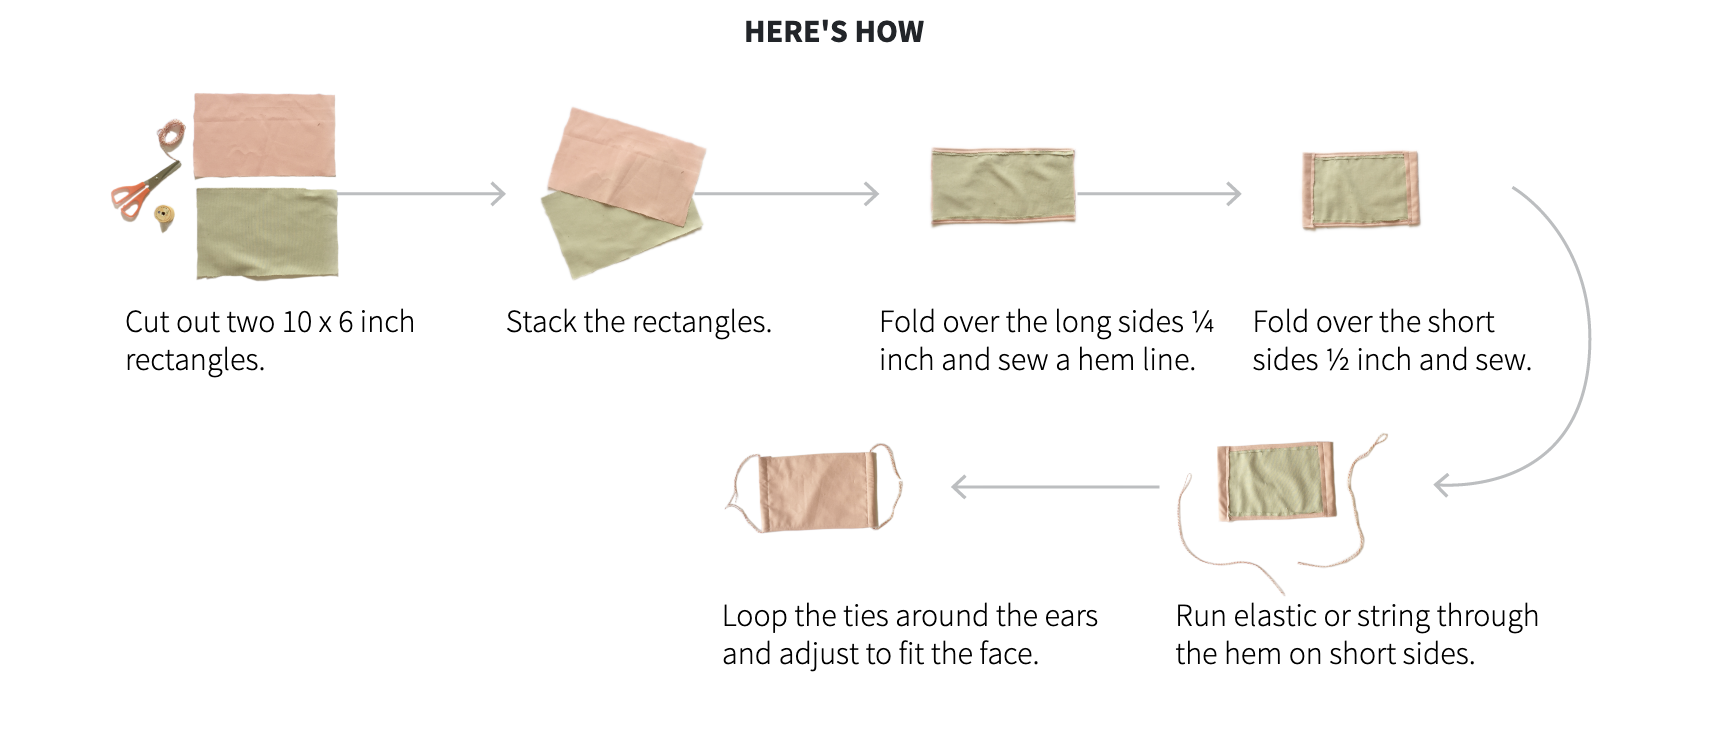 HERE'S HOW
Cut out two 10 x 6 inch
rectangles.
Stack the rectangles.
Fold over the long sides ¼
inch and sew a hem line.
Fold over the short
sides ½ inch and sew.
Run elastic or string through
the hem on short sides.
Loop the ties around the ears
and adjust to fit the face.